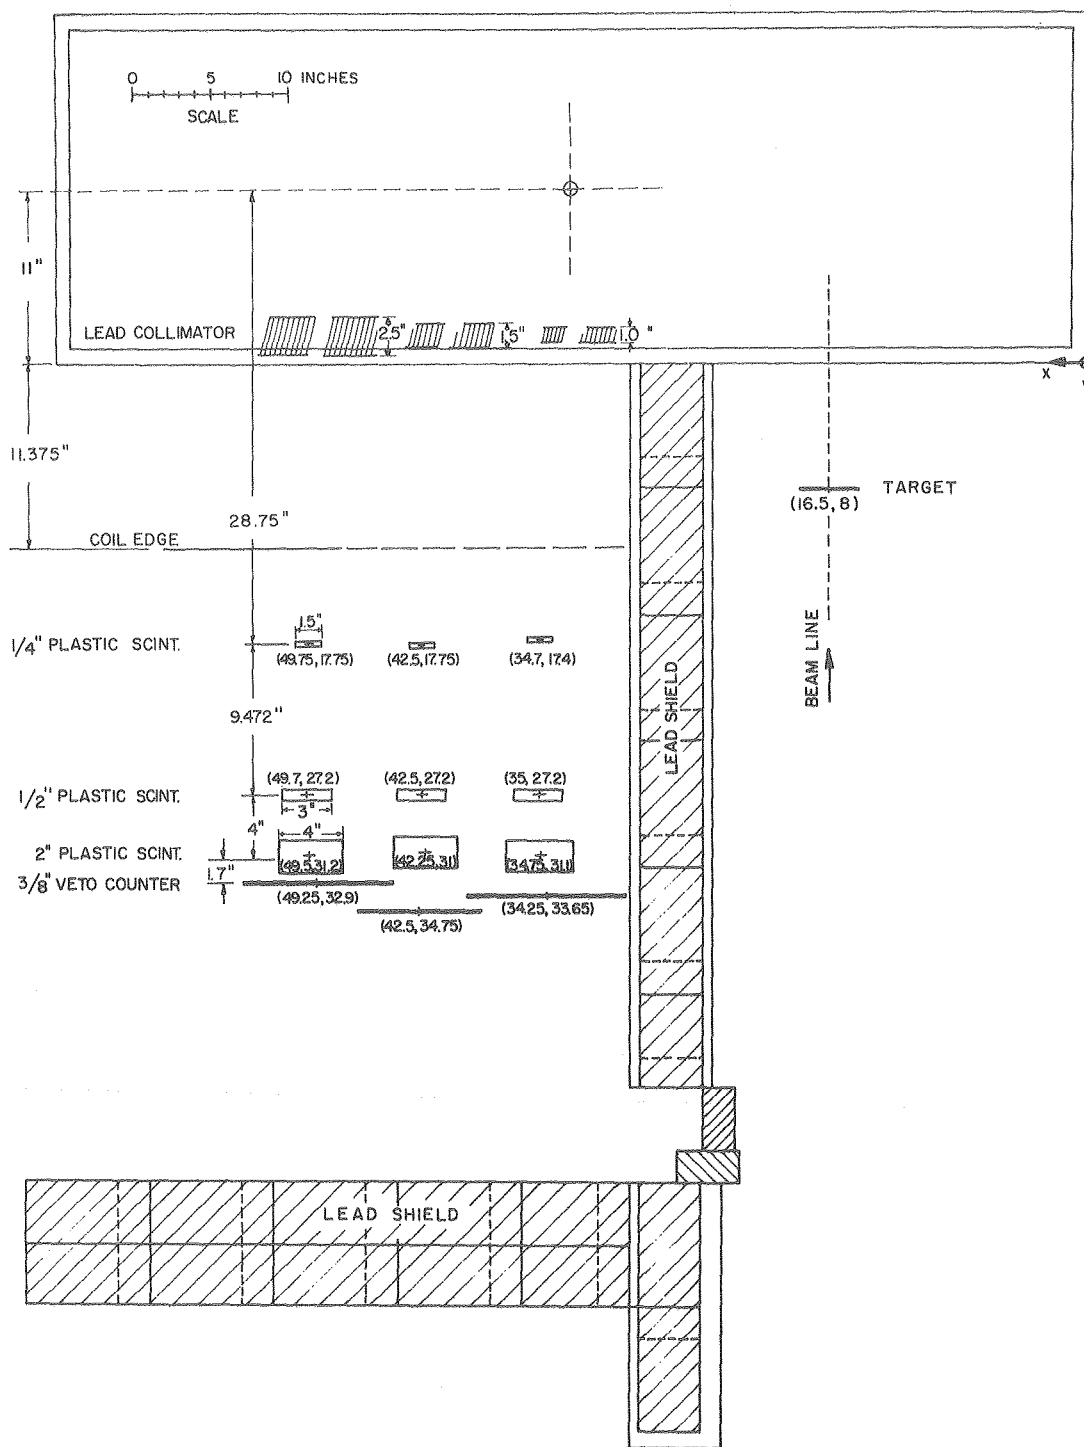 0 5 10 INCHES
SCALE
11"
LEAD COLLIMATOR 2.5" 1.5" 1.0 "
X
11.375"
TARGET
(16.5, 8)
28.75"
COIL EDGE
1.5"
1/4" PLASTIC SCINT.
(49.75, 17.75) (42.5, 17.75) (34.7, 17.4)
BEAM LINE
LEAD SHIELD
9.472"
(49.7, 27.2) (42.5, 27.2) (35, 27.2)
1/2" PLASTIC SCINT.
3"
4"
4"
2" PLASTIC SCINT.
(49.5, 31.2) (42.25, 31) (34.75, 31.1)
1.7"
3/8" VETO COUNTER
(49.25, 32.9) (34.25, 33.65)
(42.5, 34.75)
LEAD SHIELD